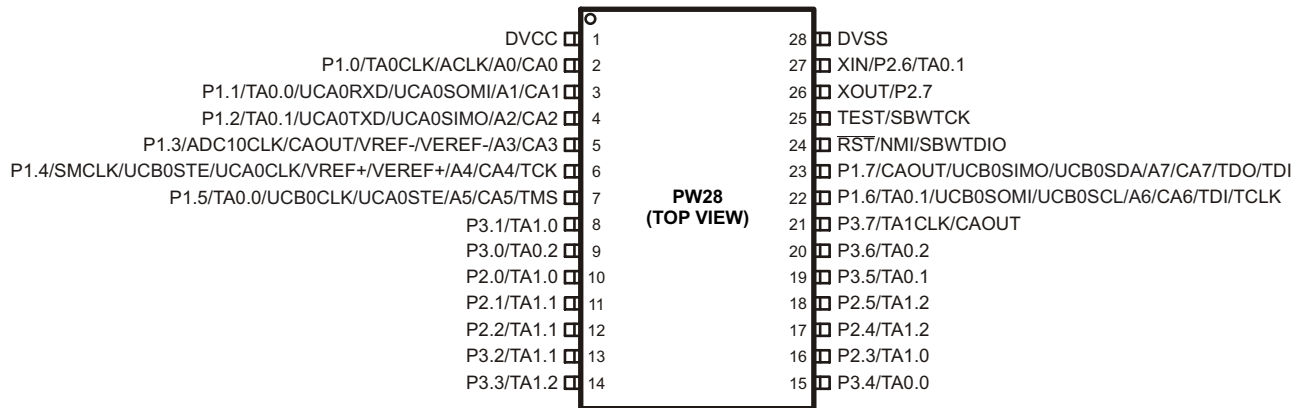 DVCC 1
P1.0/TA0CLK/ACLK/A0/CA0 2
P1.1/TA0.0/UCA0RXD/UCA0SOMI/A1/CA1 3
P1.2/TA0.1/UCA0TXD/UCA0SIMO/A2/CA2 4
P1.3/ADC10CLK/CAOUT/VREF-/VEREF-/A3/CA3 5
P1.4/SMCLK/UCB0STE/UCA0CLK/VREF+/VEREF+/A4/CA4/TCK 6
P1.5/TA0.0/UCB0CLK/UCA0STE/A5/CA5/TMS 7
P3.1/TA1.0 8
P3.0/TA0.2 9
P2.0/TA1.0 10
P2.1/TA1.1 11
P2.2/TA1.1 12
P3.2/TA1.1 13
P3.3/TA1.2 14
PW28
(TOP VIEW)
28 DVSS
27 XIN/P2.6/TA0.1
26 XOUT/P2.7
25 TEST/SBWTCK
24 RST/NMI/SBWTDIO
23 P1.7/CAOUT/UCB0SIMO/UCB0SDA/A7/CA7/TDO/TDI
22 P1.6/TA0.1/UCB0SOMI/UCB0SCL/A6/CA6/TDI/TCLK
21 P3.7/TA1CLK/CAOUT
20 P3.6/TA0.2
19 P3.5/TA0.1
18 P2.5/TA1.2
17 P2.4/TA1.2
16 P2.3/TA1.0
15 P3.4/TA0.0